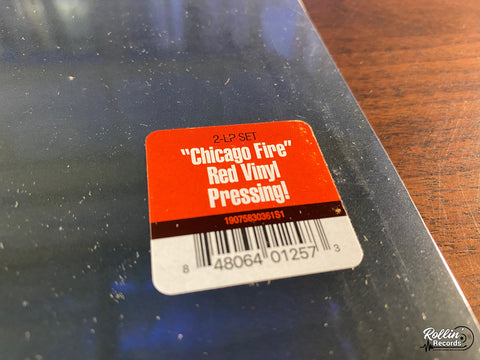 2-LP SET
"Chicago Fire"
Red Vinyl
Pressing!
19075830361S1
8 48064 01257 3
Rollin'
Records